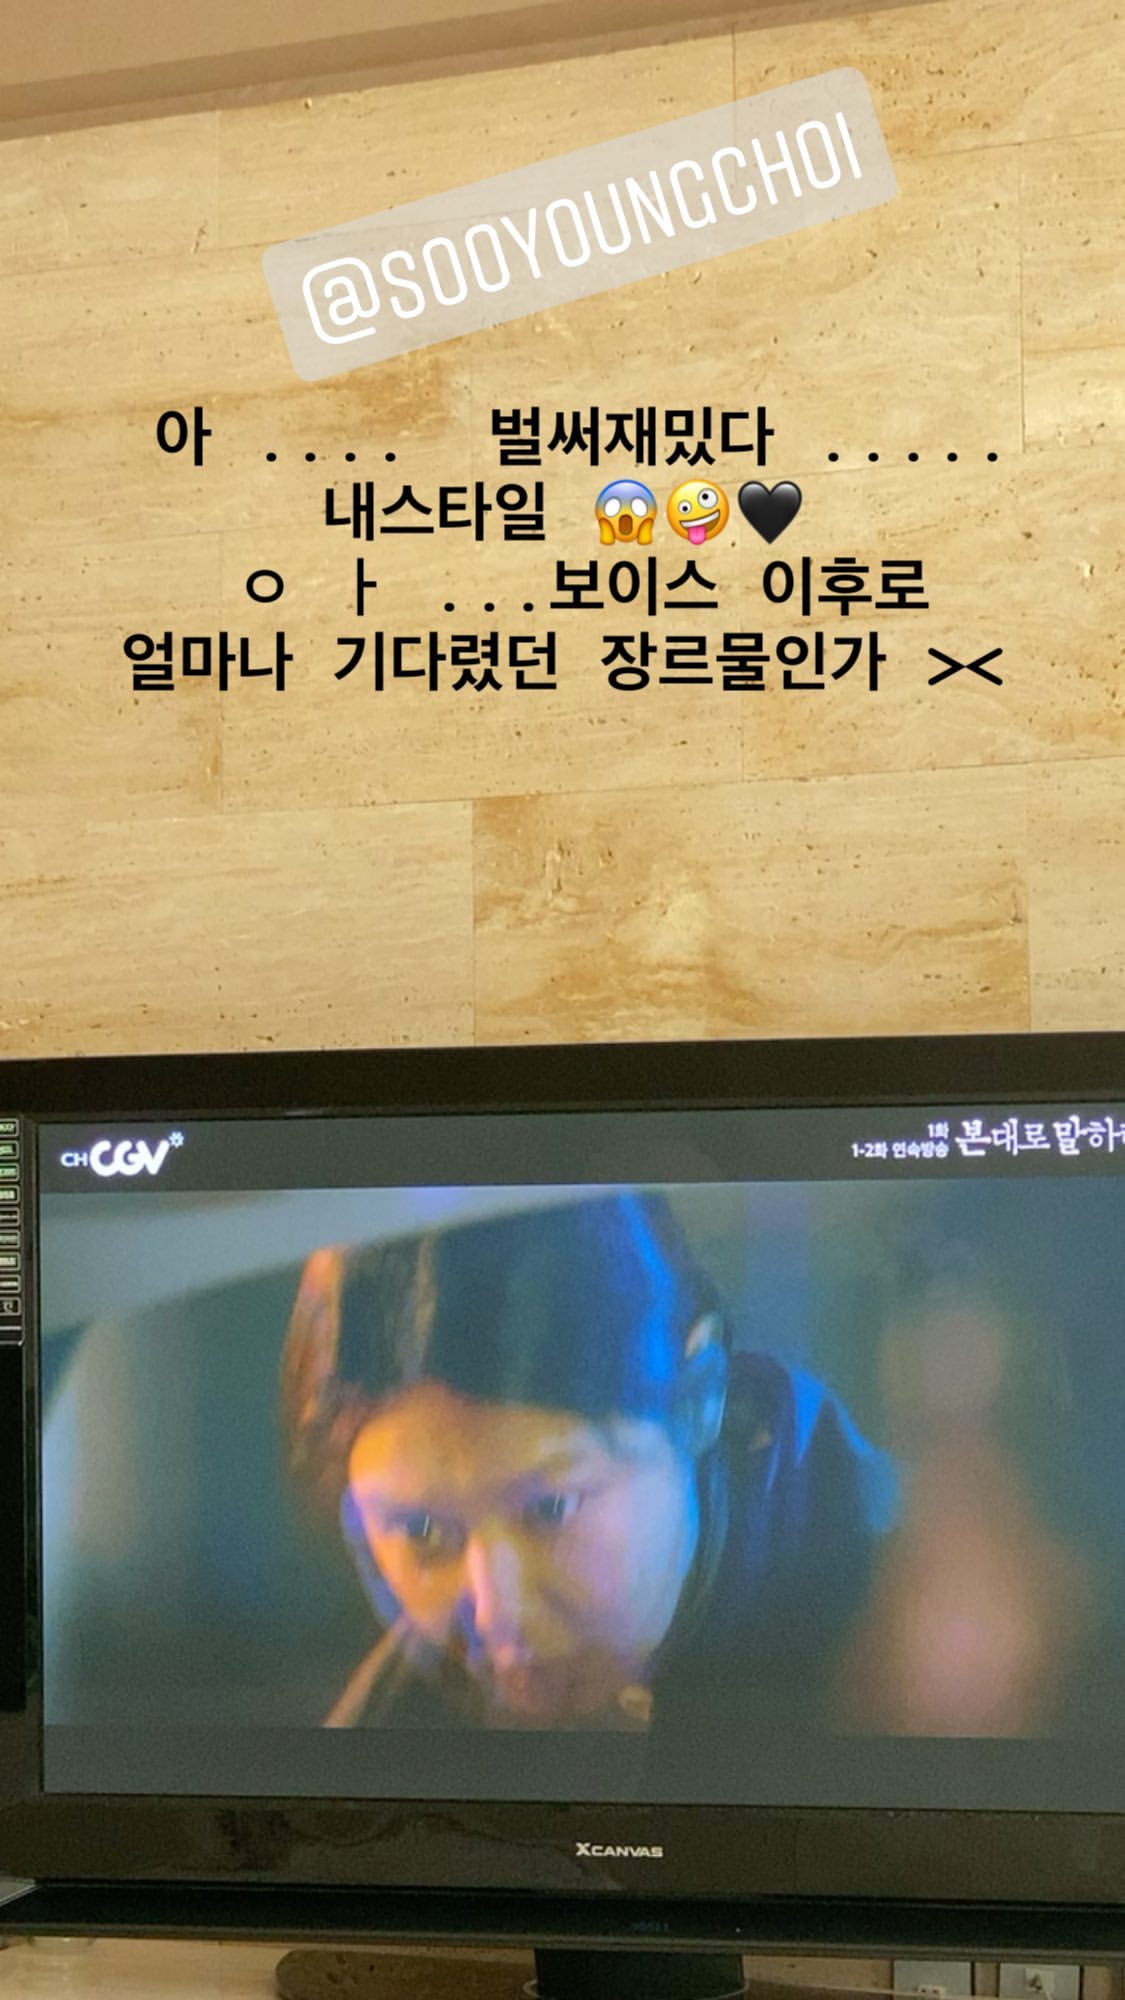 @SOOYOUNGCHOI
아 .... 벌써재밌다 .....
내스타일 😱🤪🖤
ㅇ ㅏ ...보이스 이후로
얼마나 기다렸던 장르물인가 ><
CH CGV
1화
1-2화 연속방송 본대로 말하
XCANVAS